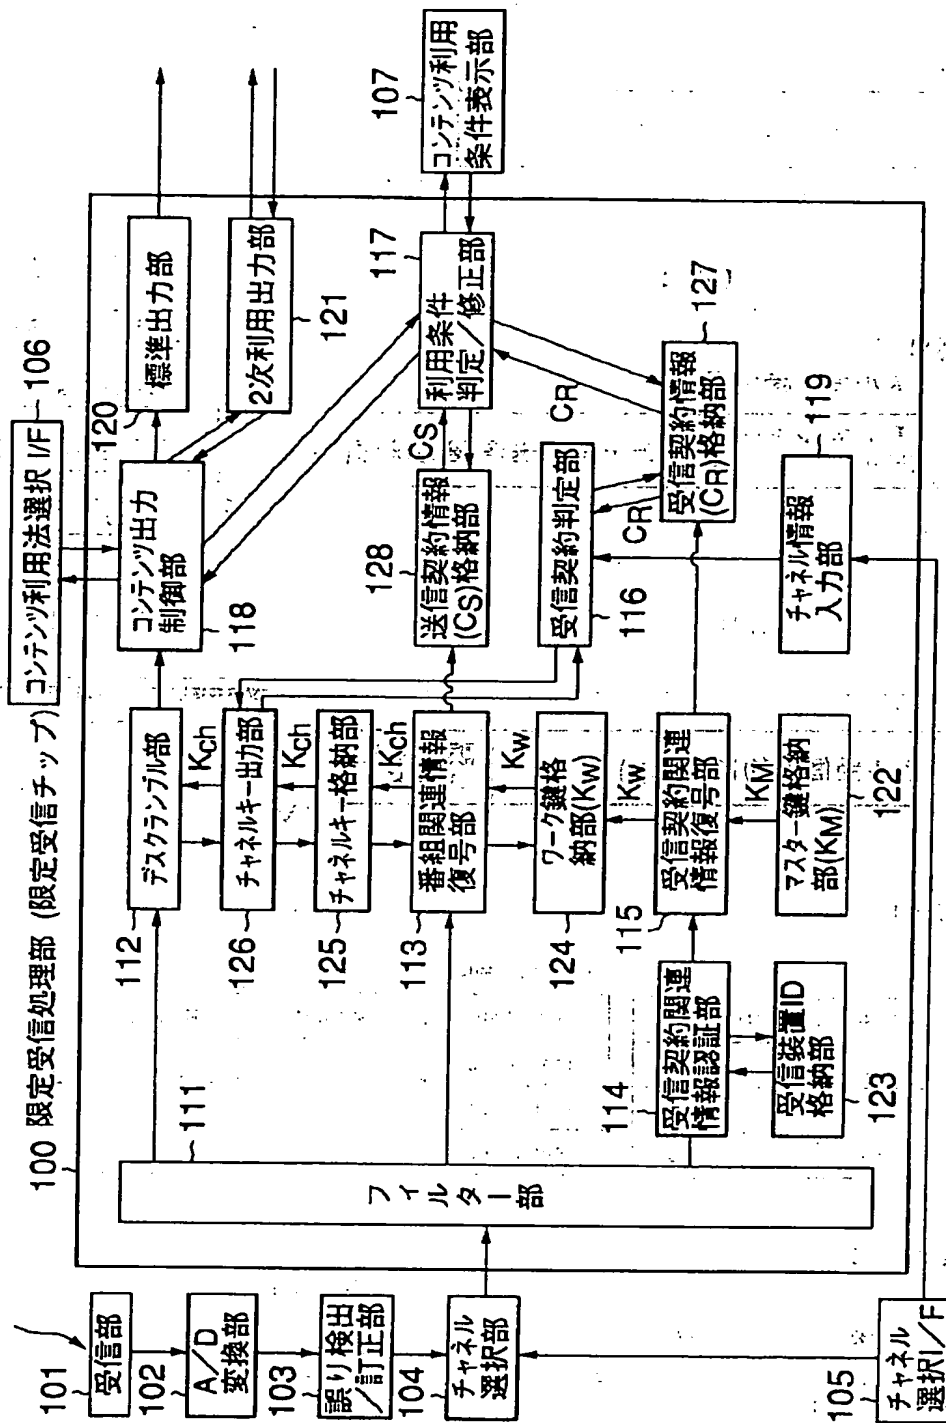 100 限定受信処理部 (限定受信チップ)
コンテンツ利用法選択 I/F
106
101
受信部
102
A/D
変換部
103
誤り検出
/訂正部
104
チャネル
選択部
105
チャネル
選択I/F
111
フィルター部
112
デスクランブル部
Kch
126
チャネルキー出力部
Kch
125
チャネルキー格納部
Kch
113
番組関連情報
復号部
Kw
124
ワーク鍵格
納部(Kw)
Kw
114
受信契約関連
情報認証部
115
受信契約関連
情報復号部
KM
123
受信装置ID
格納部
122
マスター鍵格納
部(KM)
118
コンテンツ出力
制御部
120
標準出力部
121
2次利用出力部
128
送信契約情報
(CS)格納部
CS
117
利用条件
判定/修正部
107
コンテンツ利用
条件表示部
116
受信契約判定部
CR
CR
127
受信契約情報
(CR)格納部
119
チャネル情報
入力部